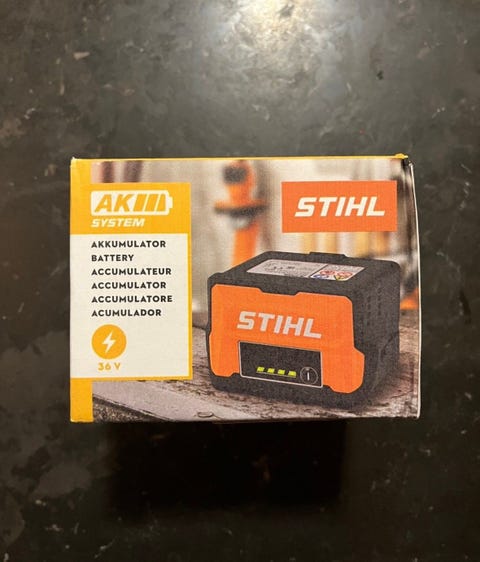 AK
SYSTEM
AKKUMULATOR
BATTERY
ACCUMULATEUR
ACCUMULATOR
ACCUMULATORE
ACUMULADOR
36 V
STIHL
STIHL